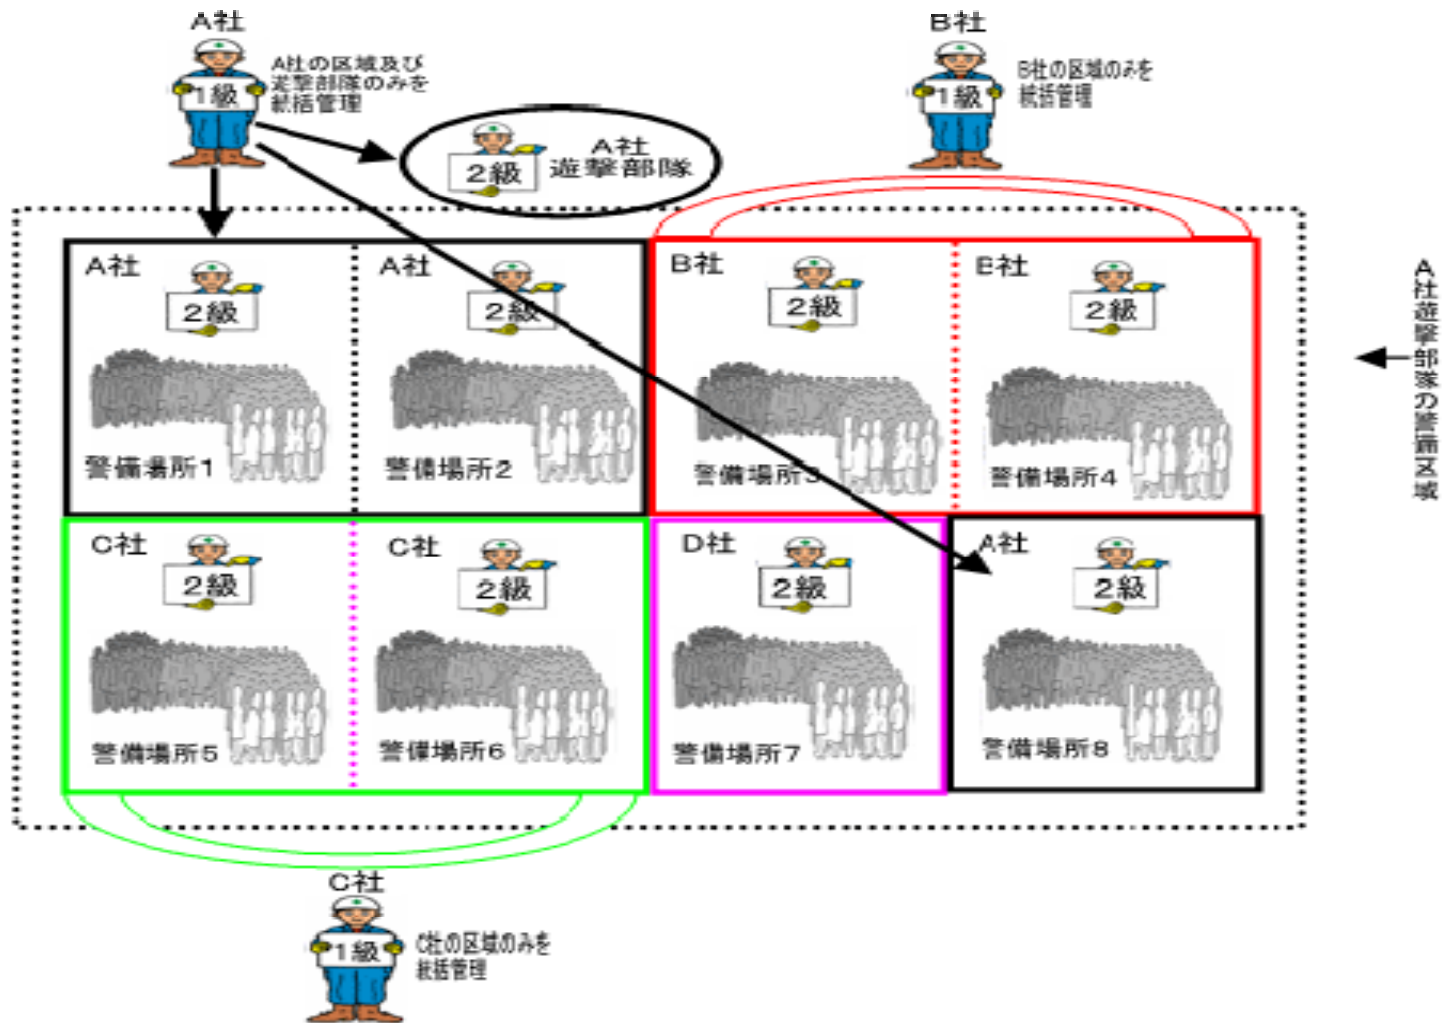 A社
1級
A社の区域及び
遊撃部隊のみを
統括管理
2級
A社
遊撃部隊
B社
1級
B社の区域のみを
統括管理
A社
2級
警備場所1
A社
2級
警備場所2
B社
2級
警備場所3
B社
2級
警備場所4
A社遊撃部隊の警備区域
C社
2級
警備場所5
C社
2級
警備場所6
D社
2級
警備場所7
A社
2級
警備場所8
C社
1級
C社の区域のみを
統括管理